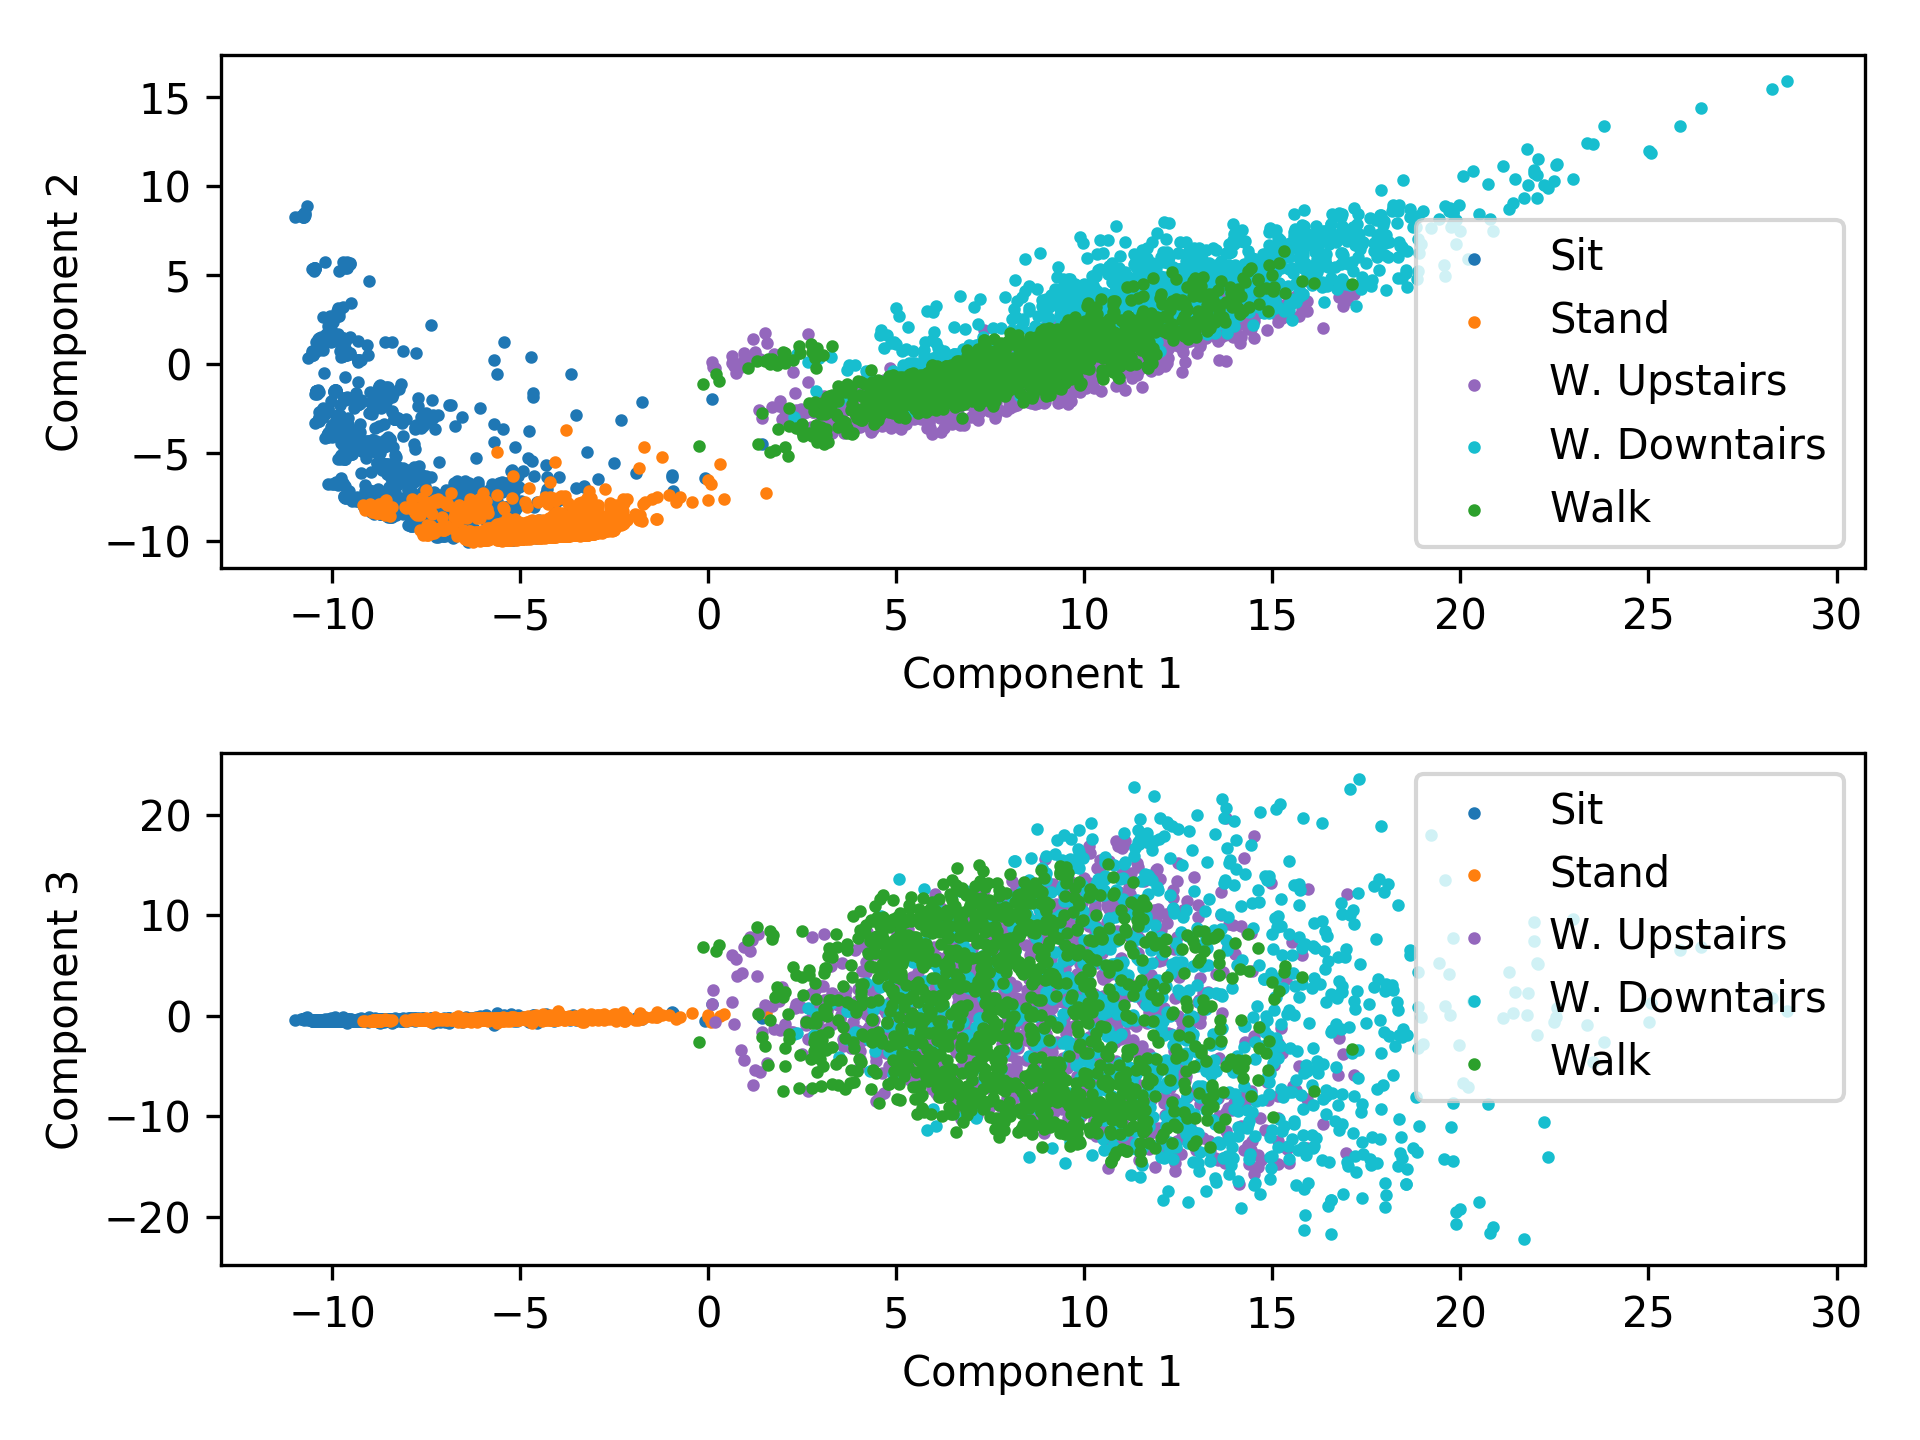 15
10
5
0
−5
−10
Component 2
Sit
Stand
W. Upstairs
W. Downtairs
Walk
−10 −5 0 5 10 15 20 25 30
Component 1
20
10
0
−10
−20
Component 3
Sit
Stand
W. Upstairs
W. Downtairs
Walk
−10 −5 0 5 10 15 20 25 30
Component 1